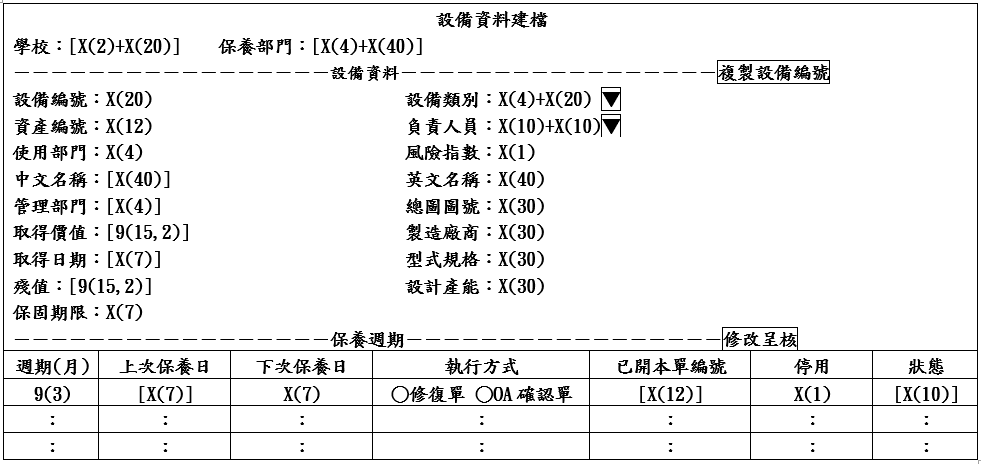 設備資料建檔
學校：[X(2)+X(20)]　保養部門：[X(4)+X(40)]
－－－－－－－－－－－－－－－－－設備資料－－－－－－－－－－－－－－－－－複製設備編號
設備編號：X(20)　設備類別：X(4)+X(20) ▼
資產編號：X(12)　負責人員：X(10)+X(10)▼
使用部門：X(4)　風險指數：X(1)
中文名稱：[X(40)]　英文名稱：X(40)
管理部門：[X(4)]　總圖圖號：X(30)
取得價值：[9(15,2)]　製造廠商：X(30)
取得日期：[X(7)]　型式規格：X(30)
殘值：[9(15,2)]　設計產能：X(30)
保固期限：X(7)
－－－－－－－－－－－－－－－－－保養週期－－－－－－－－－－－－－－－－－修改呈核
週期(月)　上次保養日　下次保養日　執行方式　已開本單編號　停用　狀態
9(3)　[X(7)]　X(7)　○修復單 ○OA 確認單　[X(12)]　X(1)　[X(10)]
：　：　：　：　：　：　：
：　：　：　：　：　：　：